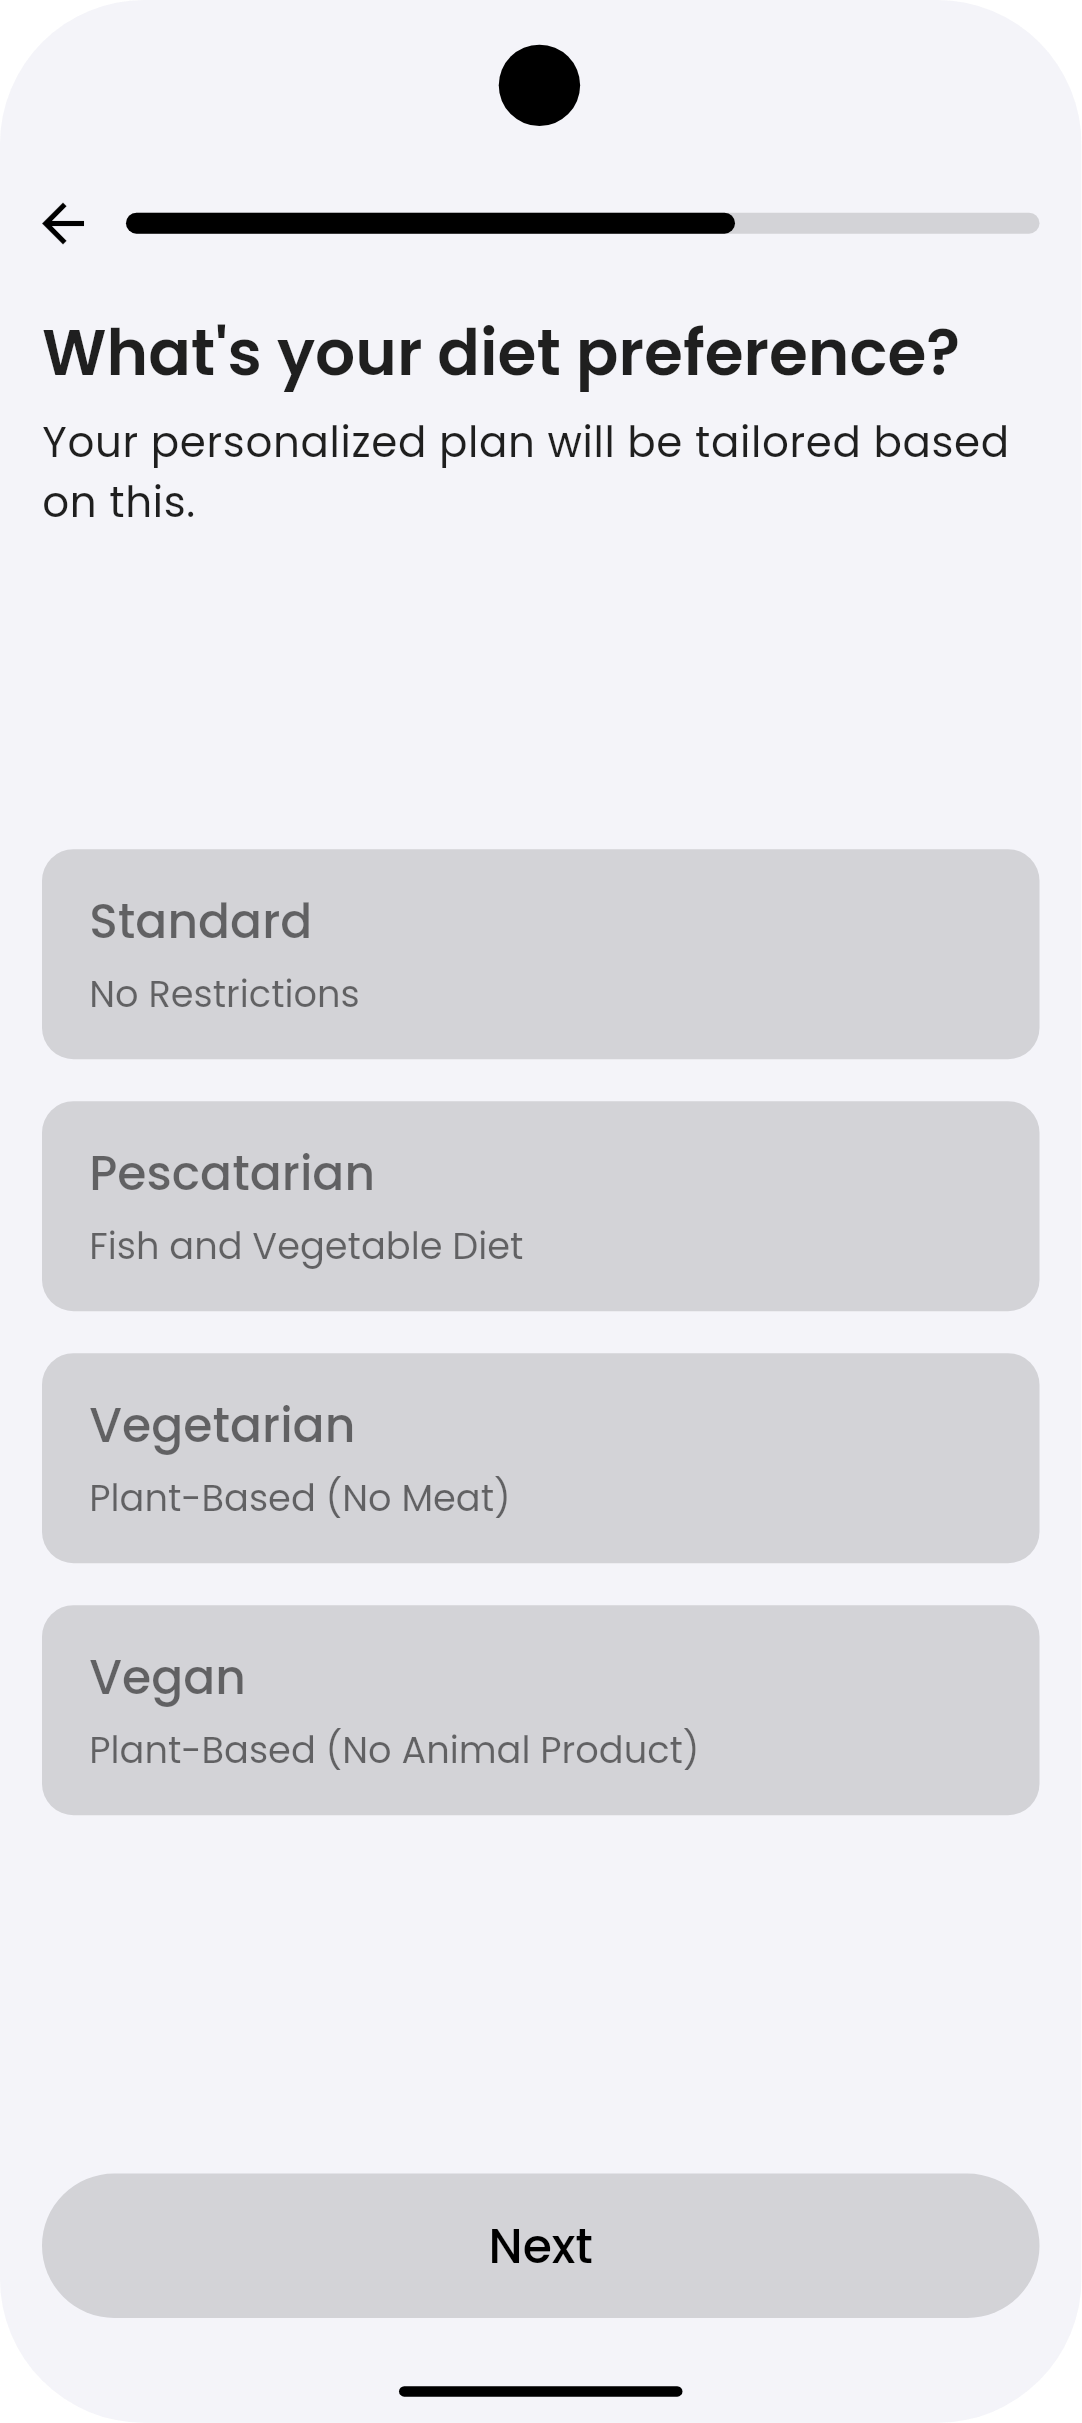 What's your diet preference?
Your personalized plan will be tailored based
on this.
Standard
No Restrictions
Pescatarian
Fish and Vegetable Diet
Vegetarian
Plant-Based (No Meat)
Vegan
Plant-Based (No Animal Product)
Next